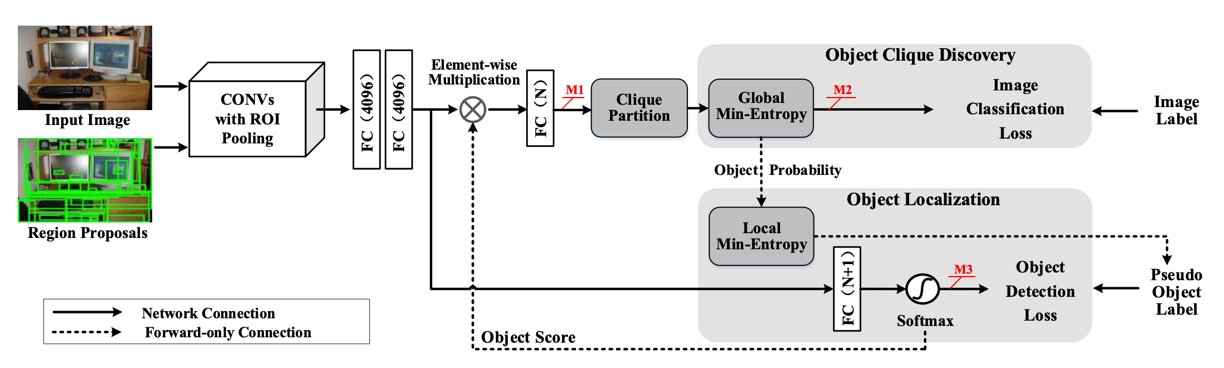 Input Image
Region Proposals
CONVs
with ROI
Pooling
FC (4096)
FC (4096)
Element-wise
Multiplication
FC (N)
M1
Clique
Partition
Object Clique Discovery
Global
Min-Entropy
M2
Image
Classification
Loss
Image
Label
Object Probability
Object Localization
Local
Min-Entropy
FC (N+1)
Softmax
M3
Object
Detection
Loss
Pseudo
Object
Label
Object Score
Network Connection
Forward-only Connection